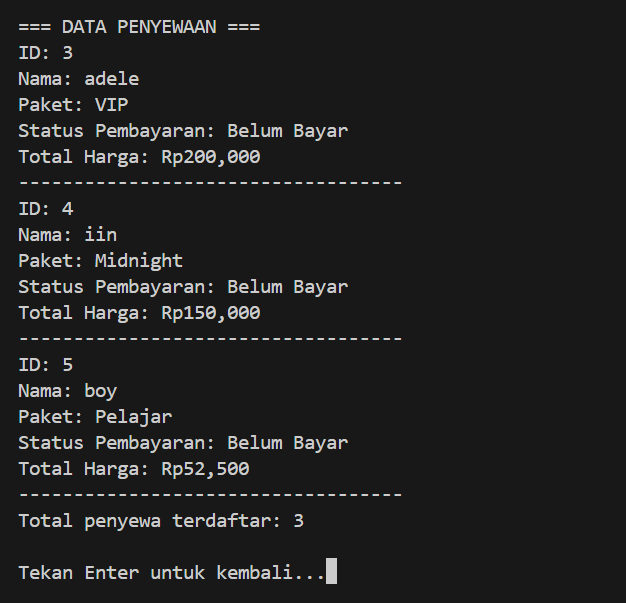 === DATA PENYEWAAN ===
ID: 3
Nama: adele
Paket: VIP
Status Pembayaran: Belum Bayar
Total Harga: Rp200,000
-----------------------------------
ID: 4
Nama: iin
Paket: Midnight
Status Pembayaran: Belum Bayar
Total Harga: Rp150,000
-----------------------------------
ID: 5
Nama: boy
Paket: Pelajar
Status Pembayaran: Belum Bayar
Total Harga: Rp52,500
-----------------------------------
Total penyewa terdaftar: 3
Tekan Enter untuk kembali...